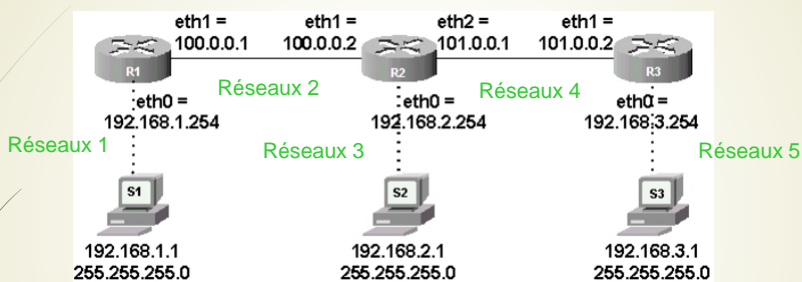 eth1 =
100.0.0.1
eth1 =
100.0.0.2
eth2 =
101.0.0.1
eth1 =
101.0.0.2
R1
R2
R3
Réseaux 2
Réseaux 4
eth0 =
192.168.1.254
eth0 =
192.168.2.254
eth0 =
192.168.3.254
Réseaux 1
Réseaux 3
Réseaux 5
S1
S2
S3
192.168.1.1
255.255.255.0
192.168.2.1
255.255.255.0
192.168.3.1
255.255.255.0